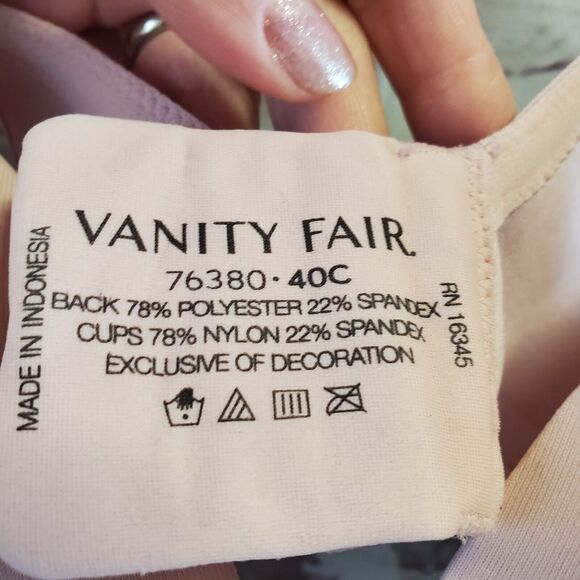 VANITY FAIR.
76380 · 40C
BACK 78% POLYESTER 22% SPANDEX
CUPS 78% NYLON 22% SPANDEX
EXCLUSIVE OF DECORATION
MADE IN INDONESIA
RN 16345